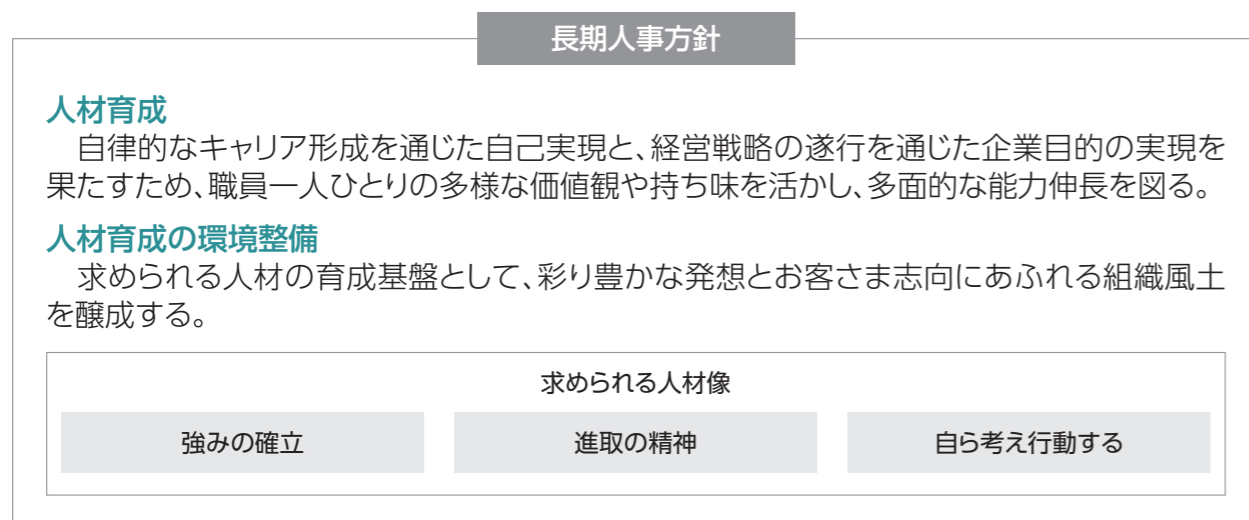 長期人事方針
人材育成
　自律的なキャリア形成を通じた自己実現と、経営戦略の遂行を通じた企業目的の実現を
果たすため、職員一人ひとりの多様な価値観や持ち味を活かし、多面的な能力伸長を図る。
人材育成の環境整備
　求められる人材の育成基盤として、彩り豊かな発想とお客さま志向にあふれる組織風土
を醸成する。
求められる人材像
強みの確立
進取の精神
自ら考え行動する